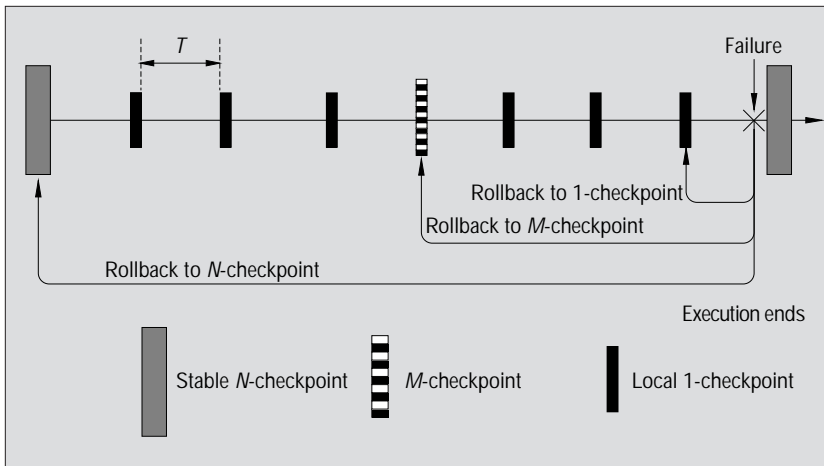 T
Failure
Rollback to 1-checkpoint
Rollback to M-checkpoint
Rollback to N-checkpoint
Execution ends
Stable N-checkpoint
M-checkpoint
Local 1-checkpoint